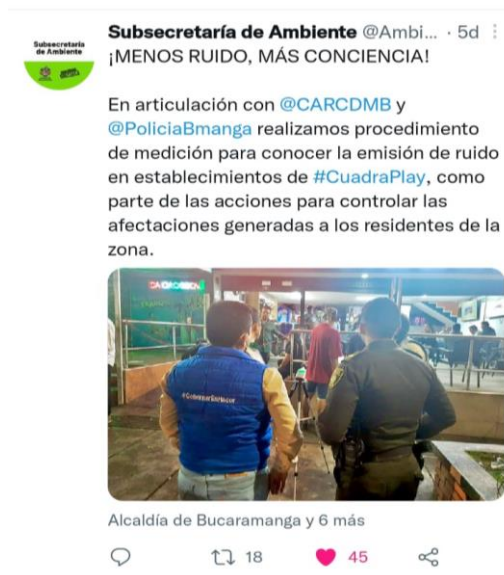 Subsecretaría de Ambiente @Ambi... · 5d
Subsecretaría
de Ambiente
¡MENOS RUIDO, MÁS CONCIENCIA!
En articulación con @CARCDMB y
@PoliciaBmanga realizamos procedimiento
de medición para conocer la emisión de ruido
en establecimientos de #CuadraPlay, como
parte de las acciones para controlar las
afectaciones generadas a los residentes de la
zona.
#GobernarEsHacer
Alcaldía de Bucaramanga y 6 más
18
45